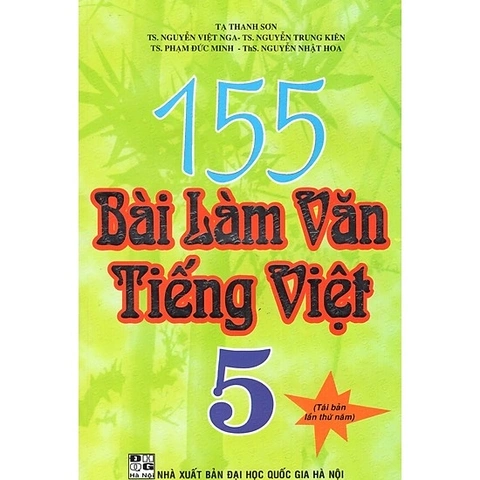 TẠ THANH SƠN
TS. NGUYỄN VIỆT NGA- TS. NGUYỄN TRUNG KIÊN
TS. PHẠM ĐỨC MINH - ThS. NGUYỄN NHẬT HOA
155
Bài Làm Văn
Tiếng Việt
5
(Tái bản
lần thứ năm)
Hà Nội
NHÀ XUẤT BẢN ĐẠI HỌC QUỐC GIA HÀ NỘI